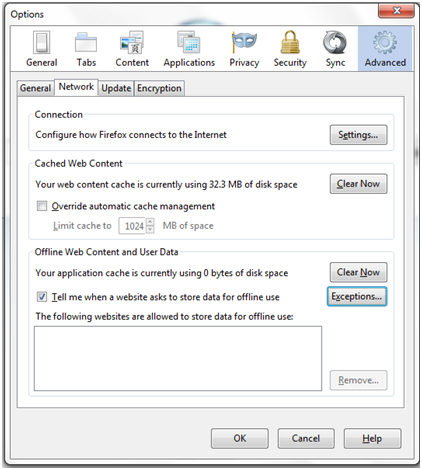 Options
General Tabs Content Applications Privacy Security Sync Advanced
General Network Update Encryption
Connection
Configure how Firefox connects to the Internet Settings...
Cached Web Content
Your web content cache is currently using 32.3 MB of disk space Clear Now
Override automatic cache management
Limit cache to 1024 MB of space
Offline Web Content and User Data
Your application cache is currently using 0 bytes of disk space Clear Now
Tell me when a website asks to store data for offline use Exceptions...
The following websites are allowed to store data for offline use:
Remove...
OK Cancel Help